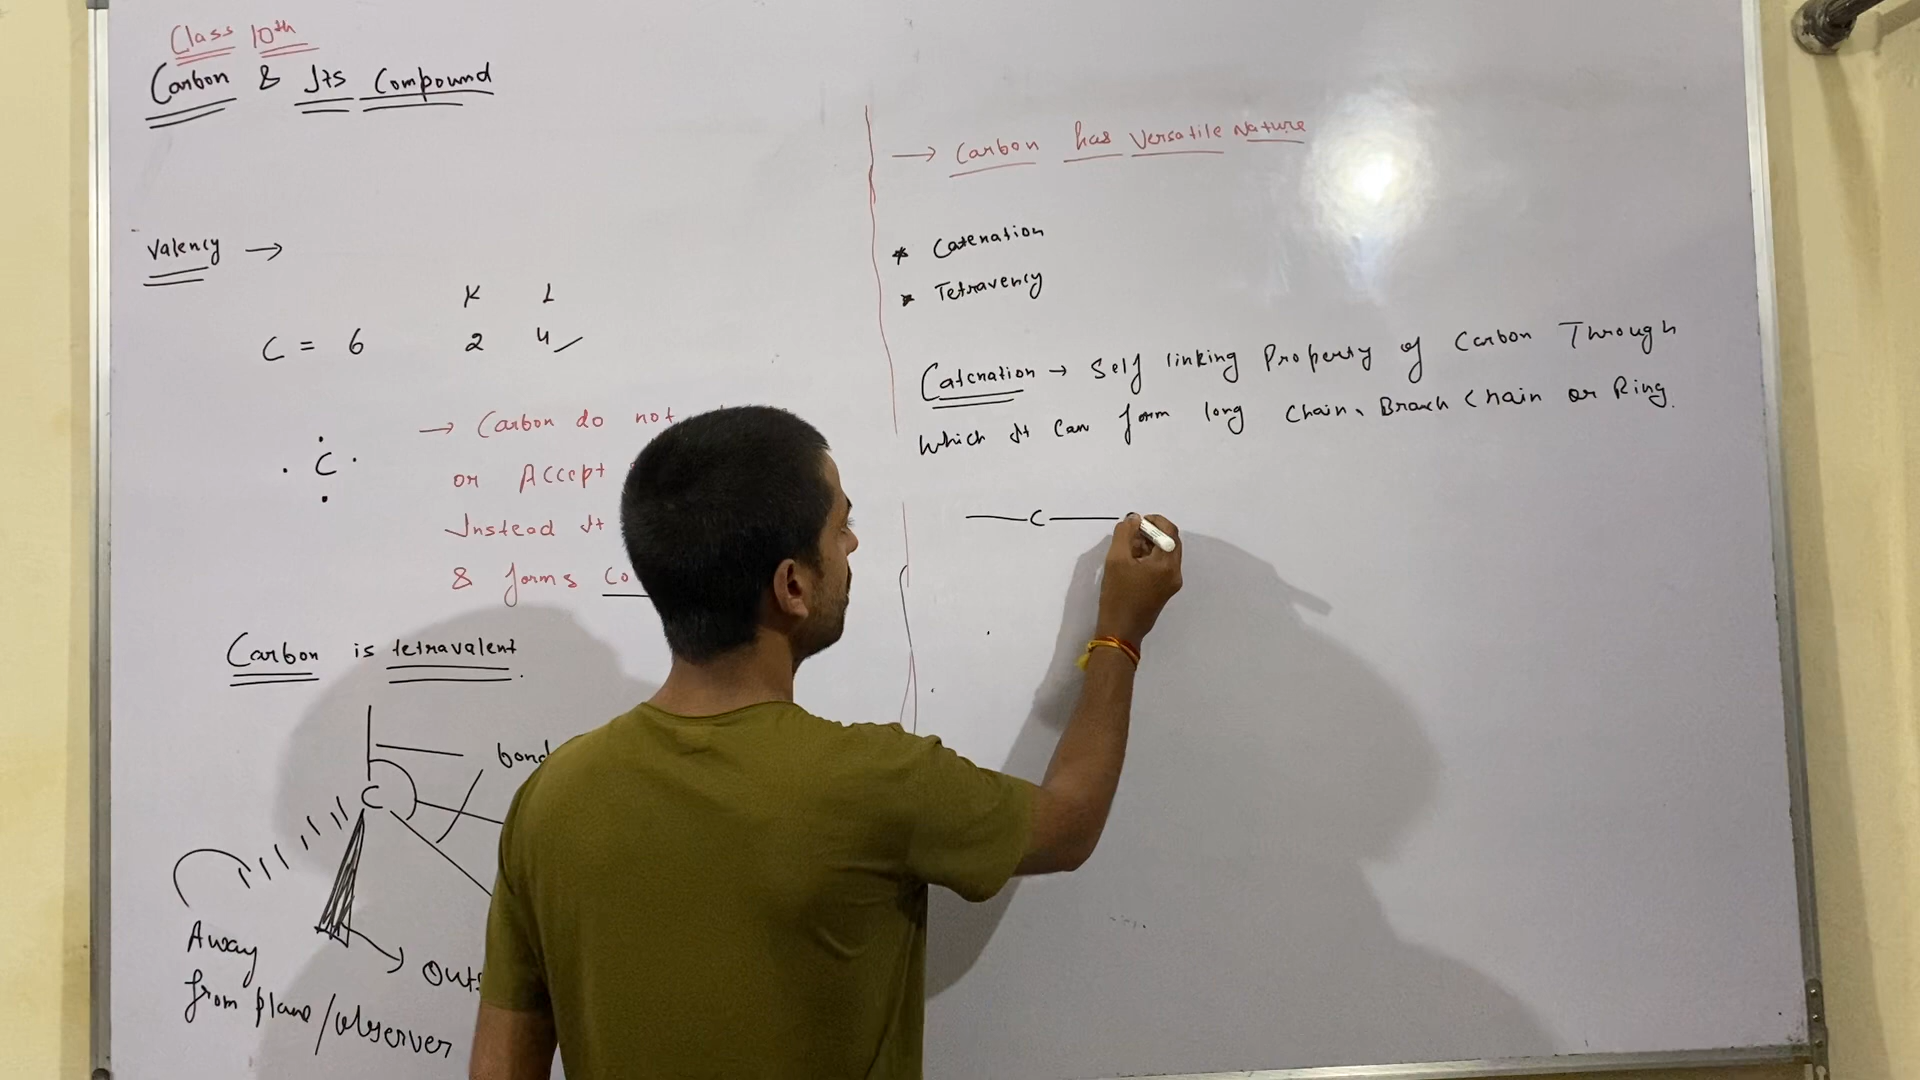 Class 10th
Carbon & Its Compound
Valency →
K L
C = 6 2 4
C
→ Carbon do not
or Accept
Instead It
& forms Co
Carbon is tetravalent.
bond
C
Away
from plane/observer
Outs
→ Carbon has Versatile Nature
* Catenation
* Tetravency
Catenation → Self linking Property of Carbon Through
Which It Can form long Chain, Branch Chain or Ring.
C